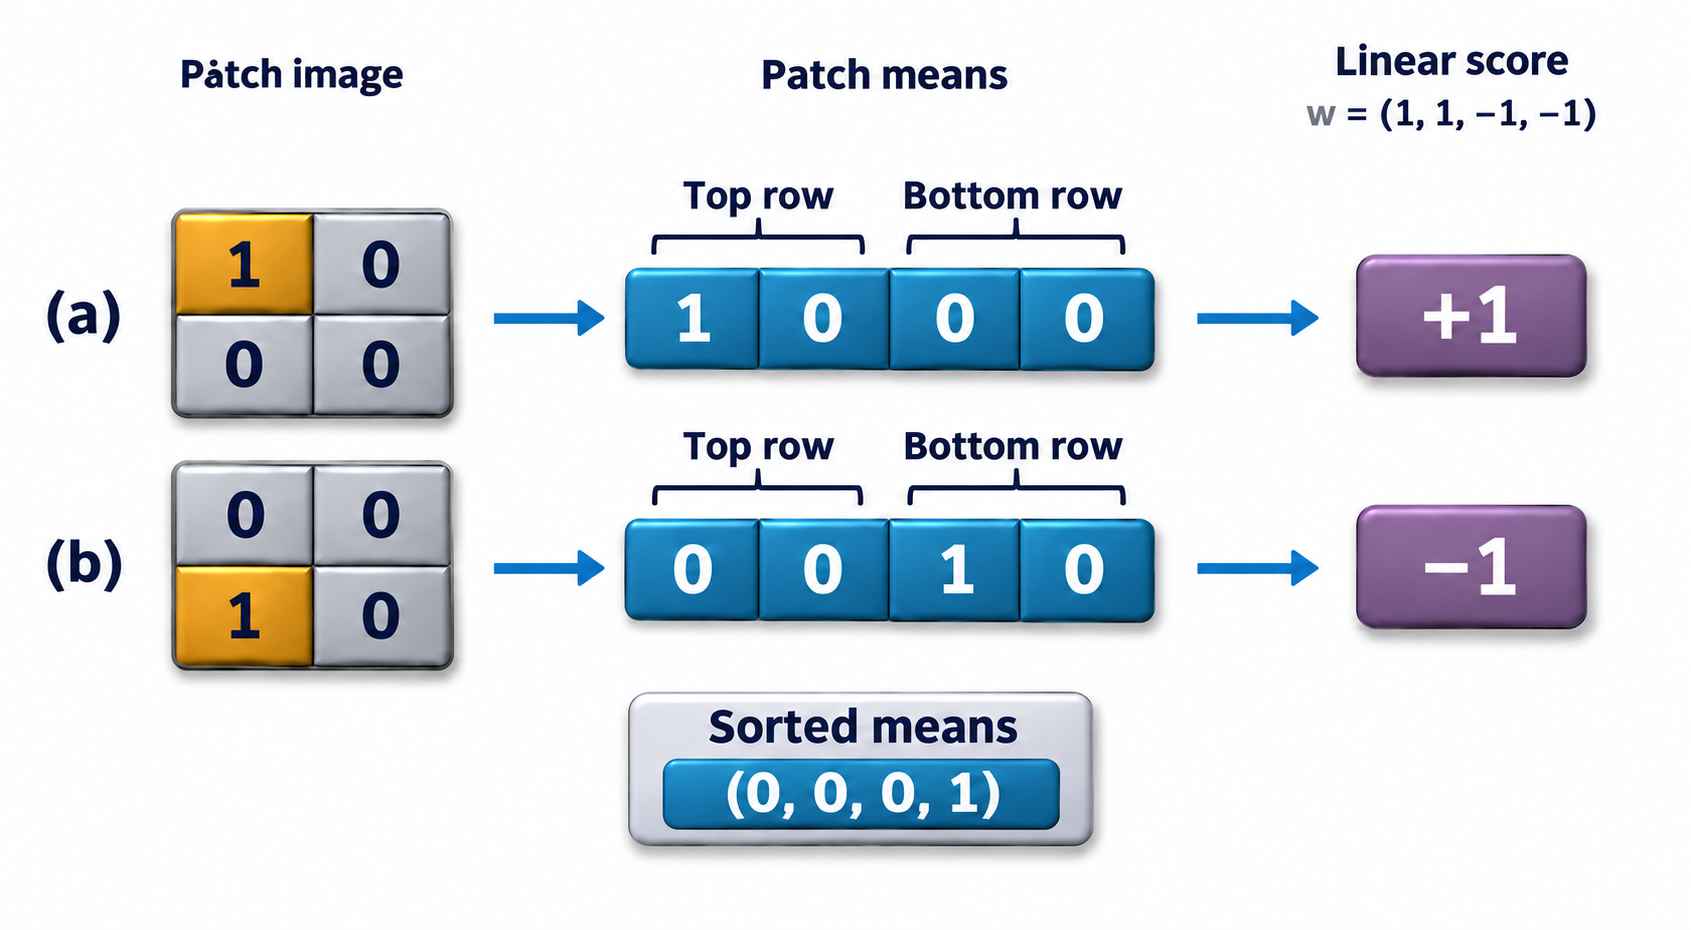 Pȧtch image
Patch means
Linear score
w = (1, 1, −1, −1)
Top row
Bottom row
(a)
1 0
0 0
1 0 0 0
+1
Top row
Bottom row
(b)
0 0
1 0
0 0 1 0
−1
Sorted means
(0, 0, 0, 1)